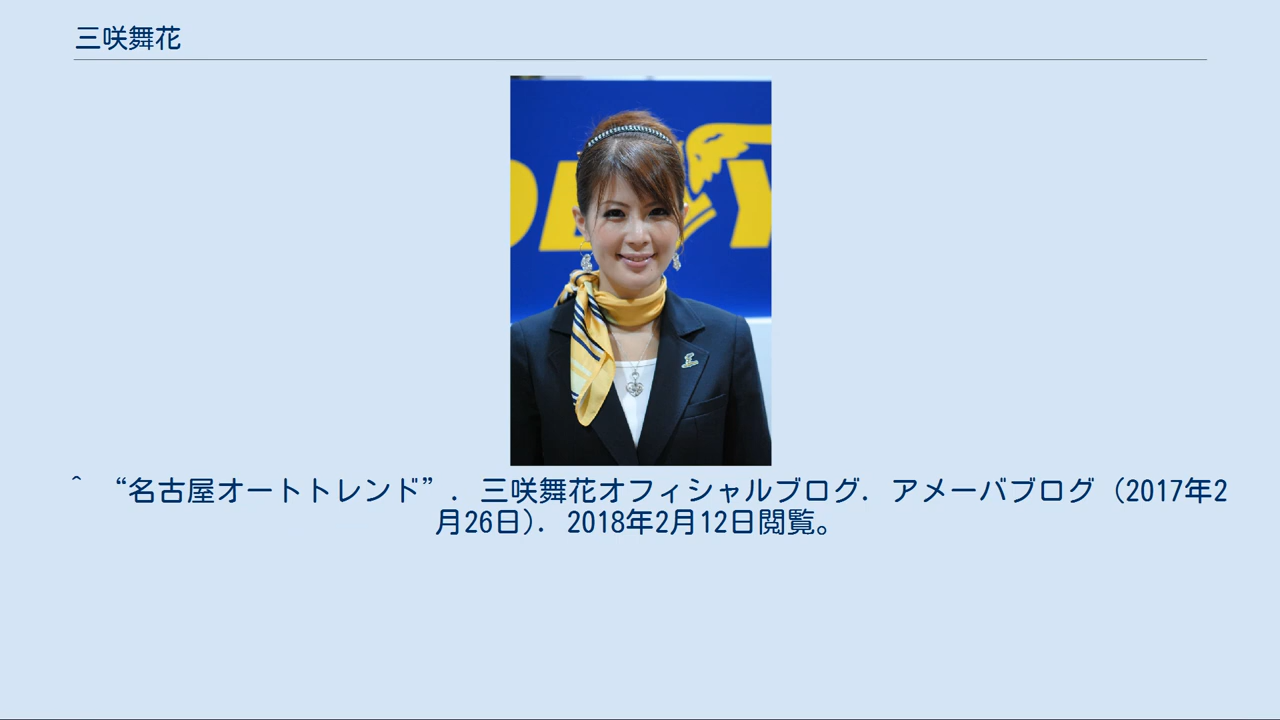 三咲舞花
^ “名古屋オートトレンド”. 三咲舞花オフィシャルブログ. アメーバブログ (2017年2
月26日). 2018年2月12日閲覧。